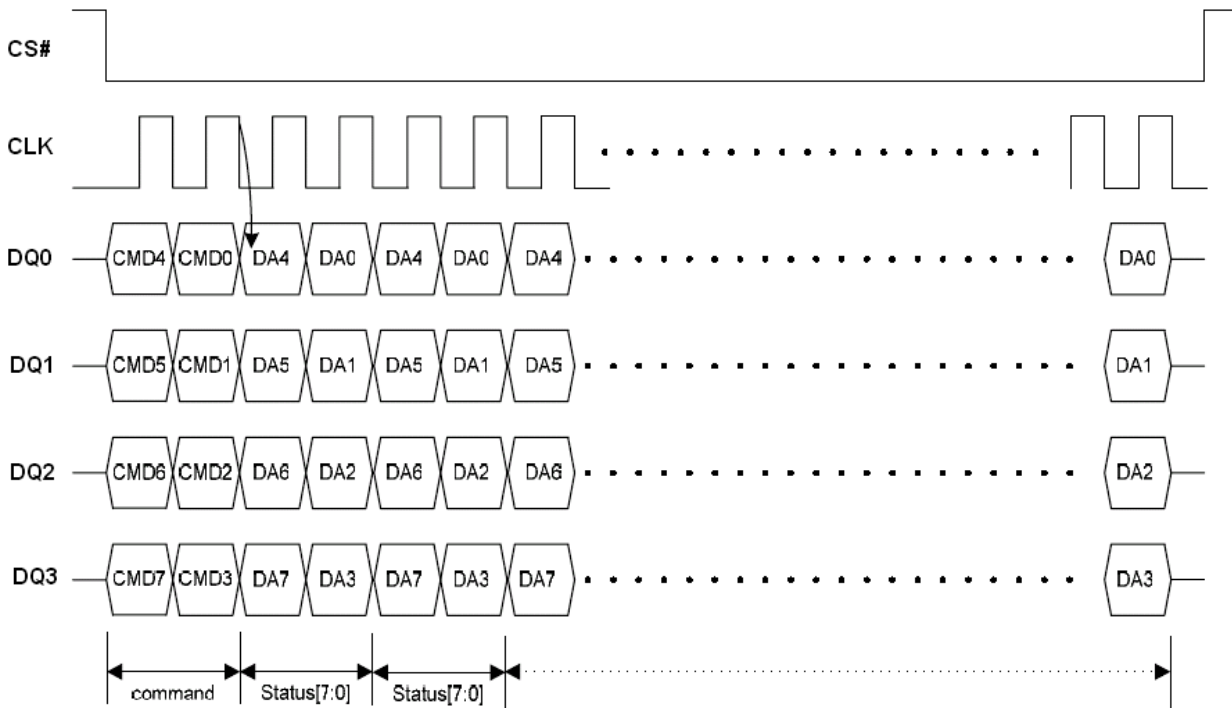 CS#
CLK
DQ0 CMD4 CMD0 DA4 DA0 DA4 DA0 DA4 DA0
DQ1 CMD5 CMD1 DA5 DA1 DA5 DA1 DA5 DA1
DQ2 CMD6 CMD2 DA6 DA2 DA6 DA2 DA6 DA2
DQ3 CMD7 CMD3 DA7 DA3 DA7 DA3 DA7 DA3
command Status[7:0] Status[7:0]